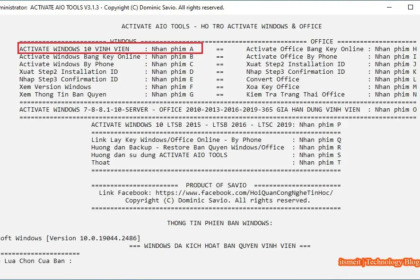 dministrator:  ACTIVATE AIO TOOLS V3.1.3 - Copyright (C) Dominic Savio. All rights reserved.
ACTIVATE AIO TOOLS - HO TRO ACTIVATE WINDOWS & OFFICE
WINDOWS OFFICE
ACTIVATE WINDOWS 10 VINH VIEN : Nhan phim A == Activate Office Bang Key Online : Nhan phim H
Activate Windows Bang Key Online : Nhan phim B == Activate Office By Phone : Nhan phim I
Activate Windows By Phone : Nhan phim C == Xuat Step2 Installation ID : Nhan phim
Xuat Step2 Installation ID : Nhan phim D == Nhap Step3 Confirmation ID : Nhan phim
Nhap Step3 Confirmation ID : Nhan phim E == Convert Office : Nhan phim
Xem Version Windows : Nhan phim F == Xoa Key Office : Nhan phim
Xem Thong Tin Ban Quyen : Nhan phim G == Kiem Tra Trang Thai Office : Nhan phim
WINDOWS 7-8-8.1-10-SERVER - OFFICE 2010-2013-2016-2019-365 GIA HAN DUNG VINH VIEN : Nhan phim O
ACTIVATE WINDOWS 10 LTSB 2015 - LTSB 2016 - LTSC 2019: Nhan phim P
Link Lay Key Windows/Office Online - By Phone : Nhan phim Q
Huong dan Backup - Restore Ban Quyen Windows-Office : Nhan phim R
Huong dan su dung ACTIVATE AIO TOOLS : Nhan phim S
Thoat : Nhan phim T
PRODUCT OF SAVIO
Link Facebook: https://www.facebook.com/HoiQuanCongNgheTinHoc/
Copyright (C) Dominic Savio. All rights reserved.
THONG TIN PHIEN BAN WINDOWS:
soft Windows [Version 10.0.19044.2486]
=== WINDOWS DA KICH HOAT BAN QUYEN VINH VIEN ===
Lua Chon Cua Ban :
itsmeit Technology Blog